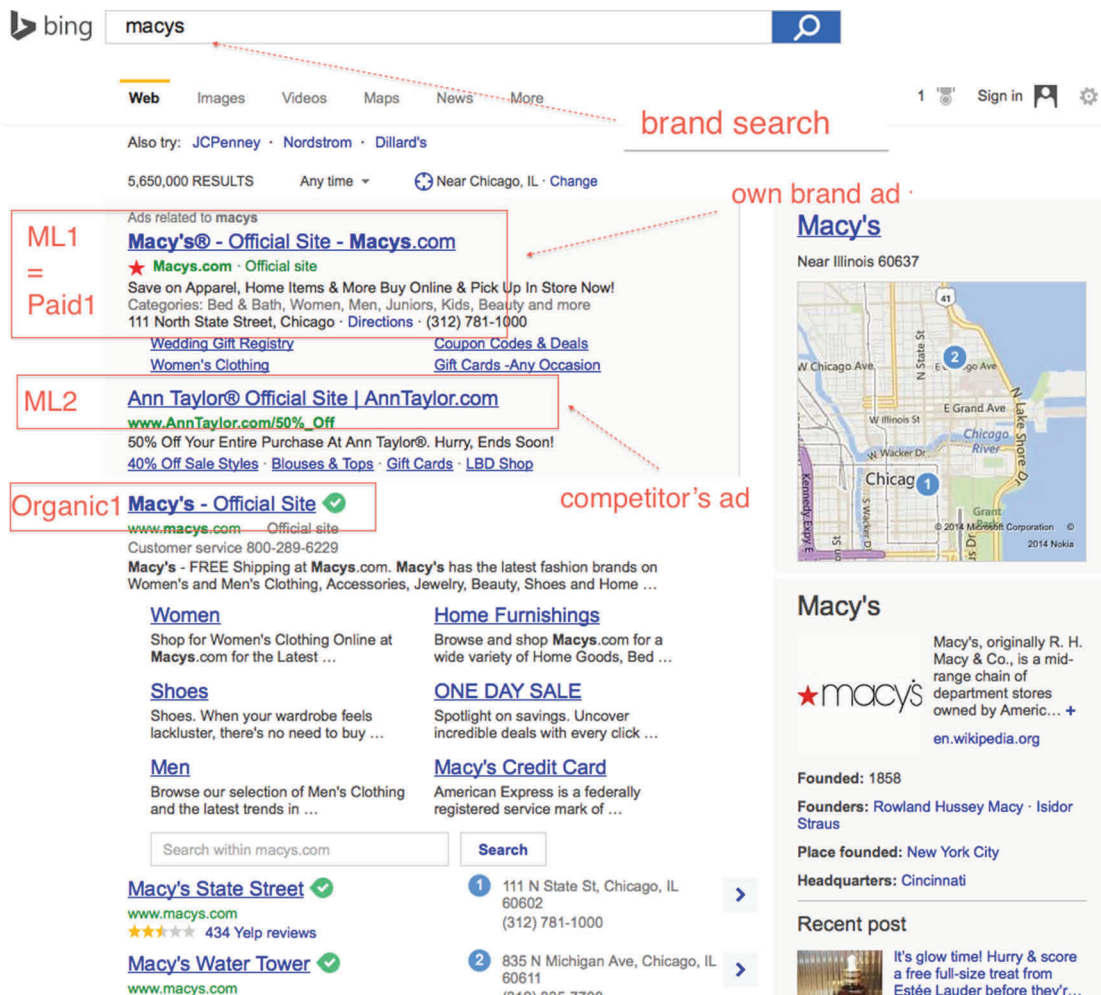 bing
macys
Web Images Videos Maps News More
1 Sign in
brand search
Also try: JCPenney · Nordstrom · Dillard's
5,650,000 RESULTS Any time Near Chicago, IL · Change
own brand ad
ML1
=
Paid1
Ads related to macys
Macy's® - Official Site - Macys.com
Macys.com · Official site
Save on Apparel, Home Items & More Buy Online & Pick Up In Store Now!
Categories: Bed & Bath, Women, Men, Juniors, Kids, Beauty and more
111 North State Street, Chicago · Directions · (312) 781-1000
Wedding Gift Registry Coupon Codes & Deals
Women's Clothing Gift Cards -Any Occasion
ML2
Ann Taylor® Official Site | AnnTaylor.com
www.AnnTaylor.com/50%_Off
50% Off Your Entire Purchase At Ann Taylor®. Hurry, Ends Soon!
40% Off Sale Styles · Blouses & Tops · Gift Cards · LBD Shop
competitor's ad
Organic1
Macy's - Official Site
www.macys.com Official site
Customer service 800-289-6229
Macy's - FREE Shipping at Macys.com. Macy's has the latest fashion brands on
Women's and Men's Clothing, Accessories, Jewelry, Beauty, Shoes and Home ...
Women
Shop for Women's Clothing Online at
Macys.com for the Latest ...
Home Furnishings
Browse and shop Macys.com for a
wide variety of Home Goods, Bed ...
Shoes
Shoes. When your wardrobe feels
lackluster, there's no need to buy ...
ONE DAY SALE
Spotlight on savings. Uncover
incredible deals with every click ...
Men
Browse our selection of Men's Clothing
and the latest trends in ...
Macy's Credit Card
American Express is a federally
registered service mark of ...
Search within macys.com Search
Macy's State Street
www.macys.com
434 Yelp reviews
1
111 N State St, Chicago, IL
60602
(312) 781-1000
Macy's Water Tower
www.macys.com
2
835 N Michigan Ave, Chicago, IL
60611
Macy's
Near Illinois 60637
41
N State St
2
W Chicago Ave
go Ave
N Lake Shore Dr
E Grand Ave
W Illinois St
Chicago
River
W Wacker Dr
Chicag
1
Kennedy Expy E
S Wacker Dr
Grant
© 2014 Microsoft Corporation ©
2014 Nokia
Macy's
macy's
Macy's, originally R. H.
Macy & Co., is a mid-
range chain of
department stores
owned by Americ... +
en.wikipedia.org
Founded: 1858
Founders: Rowland Hussey Macy · Isidor
Straus
Place founded: New York City
Headquarters: Cincinnati
Recent post
It's glow time! Hurry & score
a free full-size treat from
Estée Lauder before they'r...